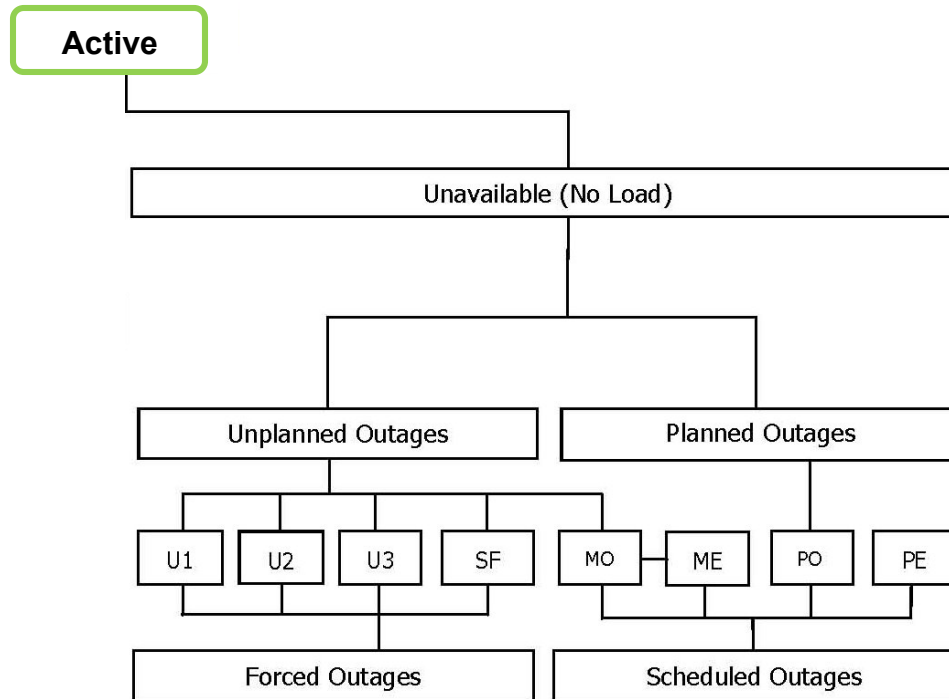 Active
Unavailable (No Load)
Unplanned Outages
Planned Outages
U1
U2
U3
SF
MO
ME
PO
PE
Forced Outages
Scheduled Outages